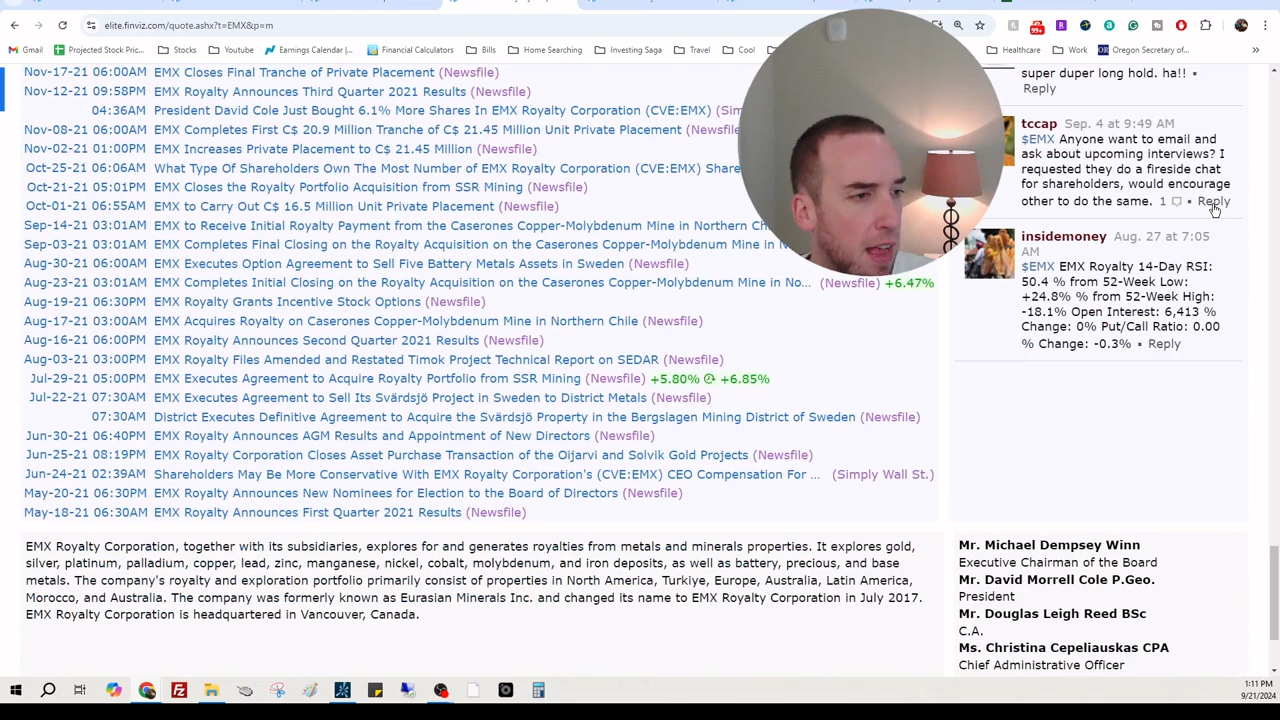 elite.finviz.com/quote.ashx?t=EMX&p=m
99+
Gmail
Projected Stock Pric...
Stocks
Youtube
Earnings Calendar |...
Financial Calculators
Bills
Home Searching
Investing Saga
Travel
Cool
Healthcare
Work
Oregon Secretary of...
»
Nov-17-21 06:00AM EMX Closes Final Tranche of Private Placement (Newsfile)
Nov-12-21 09:58PM EMX Royalty Announces Third Quarter 2021 Results (Newsfile)
04:36AM President David Cole Just Bought 6.1% More Shares In EMX Royalty Corporation (CVE:EMX)
Nov-08-21 06:00AM EMX Completes First C$ 20.9 Million Tranche of C$ 21.45 Million Unit Private Placement
Nov-02-21 01:00PM EMX Increases Private Placement to C$ 21.45 Million (Newsfile)
Oct-25-21 06:06AM What Type Of Shareholders Own The Most Number of EMX Royalty Corporation (CVE:EMX) Share
Oct-21-21 05:01PM EMX Closes the Royalty Portfolio Acquisition from SSR Mining (Newsfile)
Oct-01-21 06:55AM EMX to Carry Out C$ 16.5 Million Unit Private Placement (Newsfile)
Sep-14-21 03:01AM EMX to Receive Initial Royalty Payment from the Caserones Copper-Molybdenum Mine in Northern
Sep-03-21 03:01AM EMX Completes Final Closing on the Royalty Acquisition on the Caserones Copper-Molybdenum Mine in No
Aug-30-21 06:00AM EMX Executes Option Agreement to Sell Five Battery Metals Assets in Sweden (Newsfile)
Aug-23-21 03:01AM EMX Completes Initial Closing on the Royalty Acquisition on the Caserones Copper-Molybdenum Mine in No... (Newsfile) +6.47%
Aug-19-21 06:30PM EMX Royalty Grants Incentive Stock Options (Newsfile)
Aug-17-21 03:00AM EMX Acquires Royalty on Caserones Copper-Molybdenum Mine in Northern Chile (Newsfile)
Aug-16-21 06:00PM EMX Royalty Announces Second Quarter 2021 Results (Newsfile)
Aug-03-21 03:00PM EMX Royalty Files Amended and Restated Timok Project Technical Report on SEDAR (Newsfile)
Jul-29-21 05:00PM EMX Executes Agreement to Acquire Royalty Portfolio from SSR Mining (Newsfile) +5.80% +6.85%
Jul-22-21 07:30AM EMX Executes Agreement to Sell Its Svärdsjö Project in Sweden to District Metals (Newsfile)
07:30AM District Executes Definitive Agreement to Acquire the Svärdsjö Property in the Bergslagen Mining District of Sweden (Newsfile)
Jun-30-21 06:40PM EMX Royalty Announces AGM Results and Appointment of New Directors (Newsfile)
Jun-25-21 08:19PM EMX Royalty Corporation Closes Asset Purchase Transaction of the Oijarvi and Solvik Gold Projects (Newsfile)
Jun-24-21 02:39AM Shareholders May Be More Conservative With EMX Royalty Corporation's (CVE:EMX) CEO Compensation For ... (Simply Wall St.)
May-20-21 06:30PM EMX Royalty Announces New Nominees for Election to the Board of Directors (Newsfile)
May-18-21 06:30AM EMX Royalty Announces First Quarter 2021 Results (Newsfile)
super duper long hold. ha!! •
Reply
tccap Sep. 4 at 9:49 AM
$EMX Anyone want to email and
ask about upcoming interviews? I
requested they do a fireside chat
for shareholders, would encourage
other to do the same. 1 • Reply
insidemoney Aug. 27 at 7:05
AM
$EMX EMX Royalty 14-Day RSI:
50.4 % from 52-Week Low:
+24.8% % from 52-Week High:
-18.1% Open Interest: 6,413 %
Change: 0% Put/Call Ratio: 0.00
% Change: -0.3% • Reply
EMX Royalty Corporation, together with its subsidiaries, explores for and generates royalties from metals and minerals properties. It explores gold,
silver, platinum, palladium, copper, lead, zinc, manganese, nickel, cobalt, molybdenum, and iron deposits, as well as battery, precious, and base
metals. The company's royalty and exploration portfolio primarily consist of properties in North America, Turkiye, Europe, Australia, Latin America,
Morocco, and Australia. The company was formerly known as Eurasian Minerals Inc. and changed its name to EMX Royalty Corporation in July 2017.
EMX Royalty Corporation is headquartered in Vancouver, Canada.
Mr. Michael Dempsey Winn
Executive Chairman of the Board
Mr. David Morrell Cole P.Geo.
President
Mr. Douglas Leigh Reed BSc
C.A.
Ms. Christina Cepeliauskas CPA
Chief Administrative Officer
1:11 PM
9/21/2024